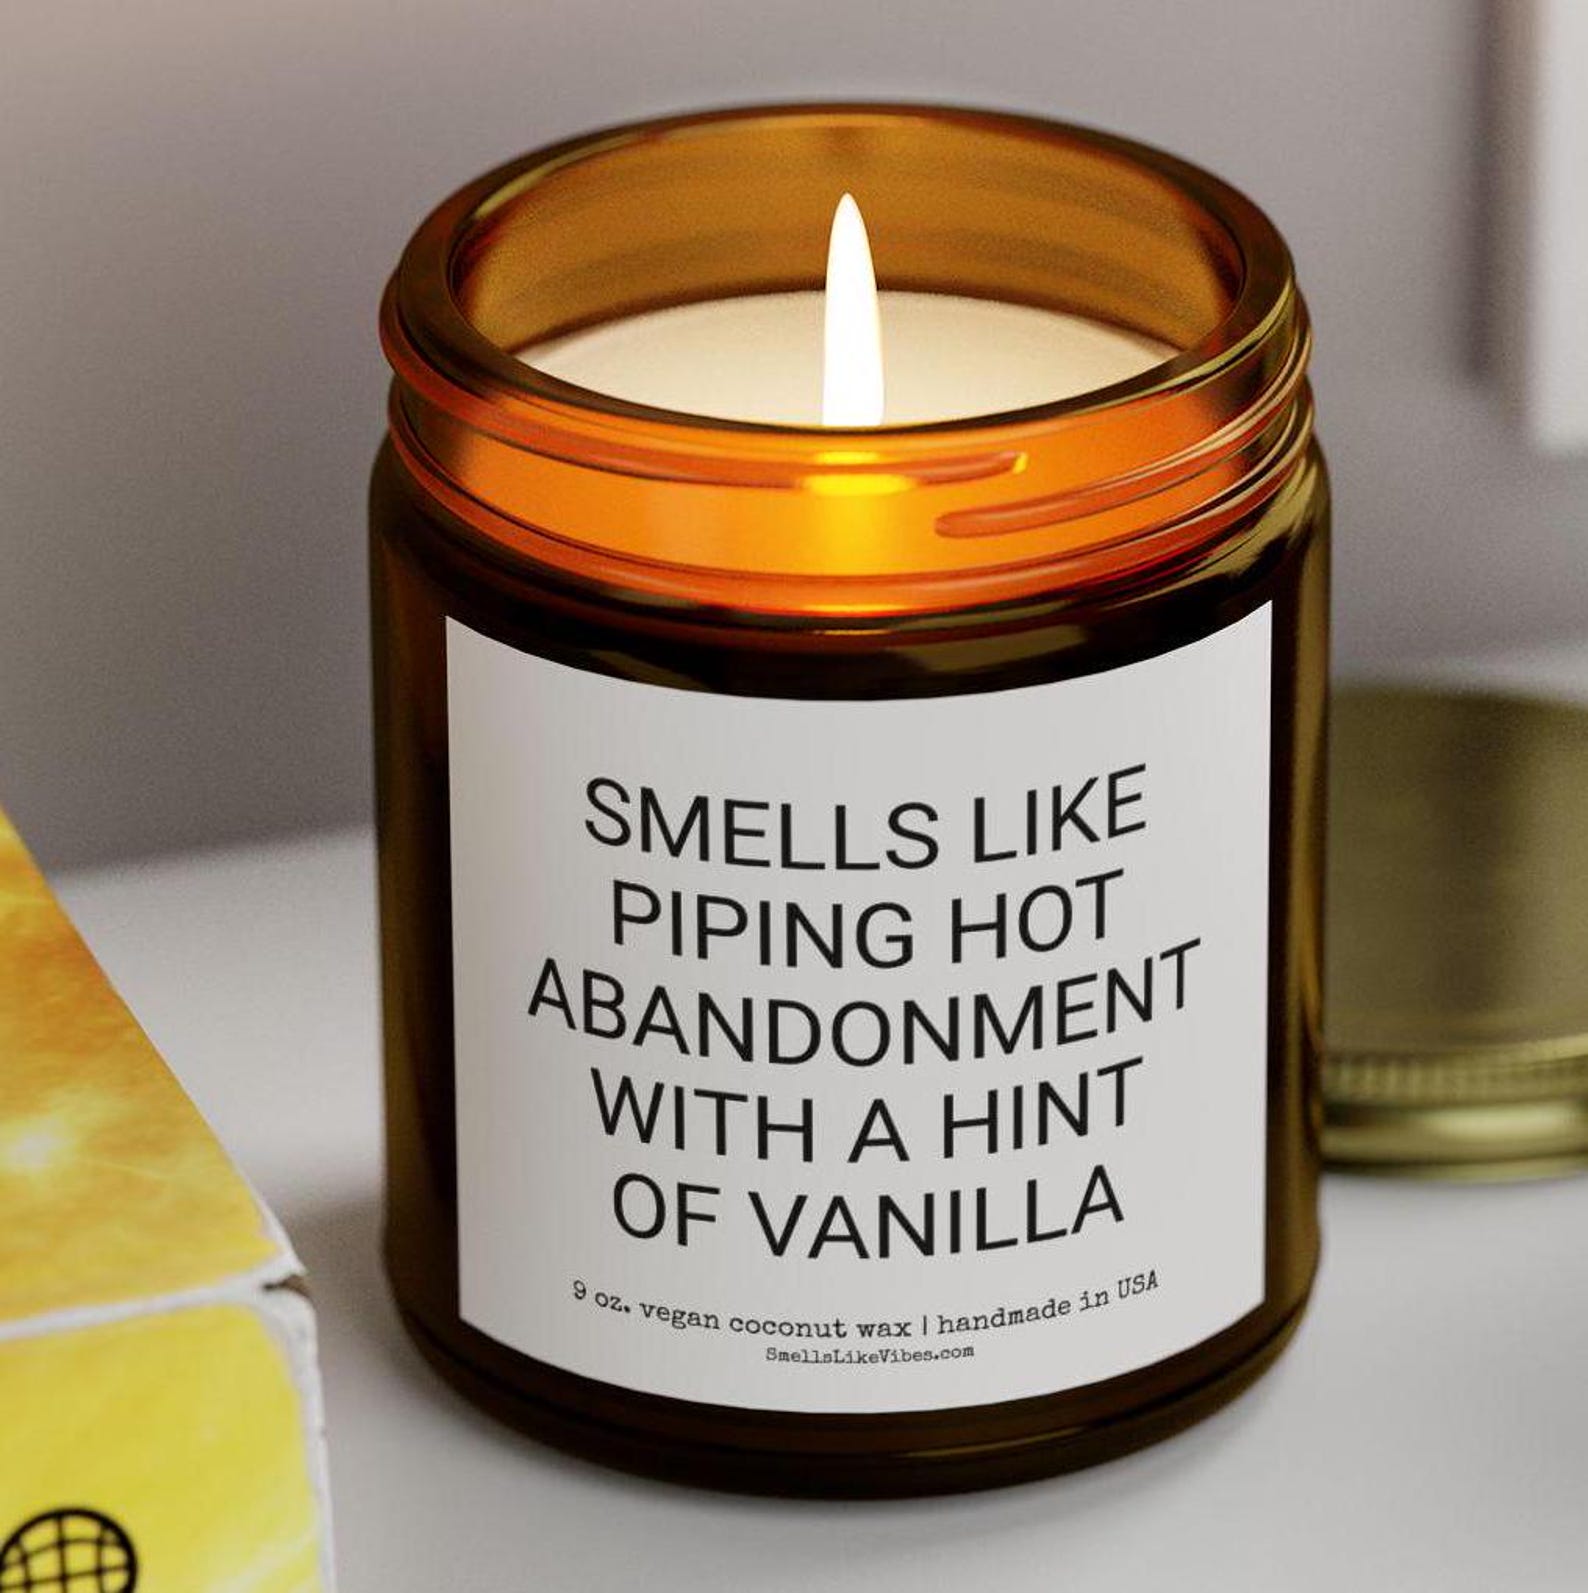 SMELLS LIKE
PIPING HOT
ABANDONMENT
WITH A HINT
OF VANILLA
9 oz. vegan coconut wax | handmade in USA
SmellsLikeVibes.com